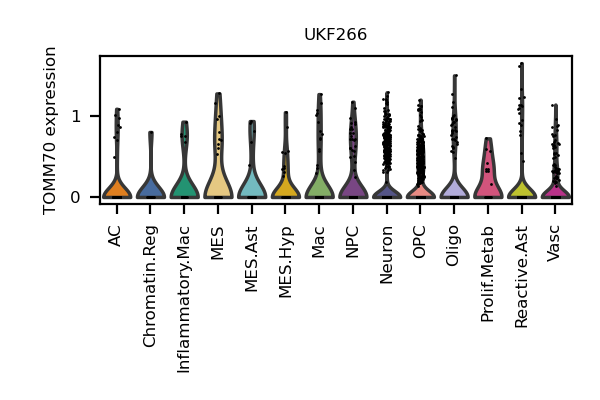 UKF266
TOMM70 expression
1
0
AC
Chromatin.Reg
Inflammatory.Mac
MES
MES.Ast
MES.Hyp
Mac
NPC
Neuron
OPC
Oligo
Prolif.Metab
Reactive.Ast
Vasc